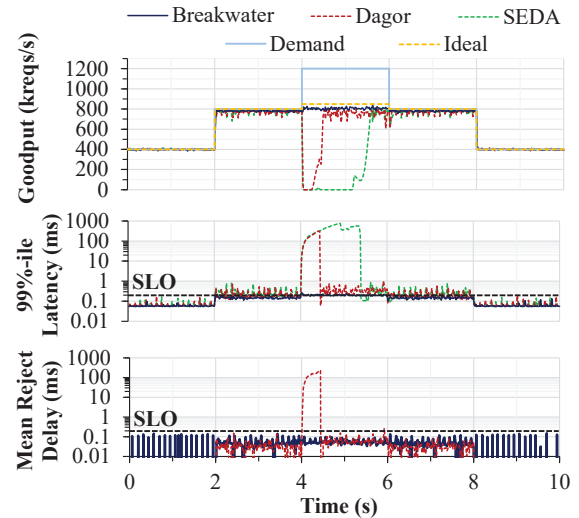 Breakwater Dagor SEDA
Demand Ideal
Goodput (kreqs/s)
1200
1000
800
600
400
200
0
99%-ile
Latency (ms)
1000
100
10
1
0.1
0.01
SLO
Mean Reject
Delay (ms)
1000
100
10
1
0.1
0.01
SLO
0 2 4 6 8 10
Time (s)